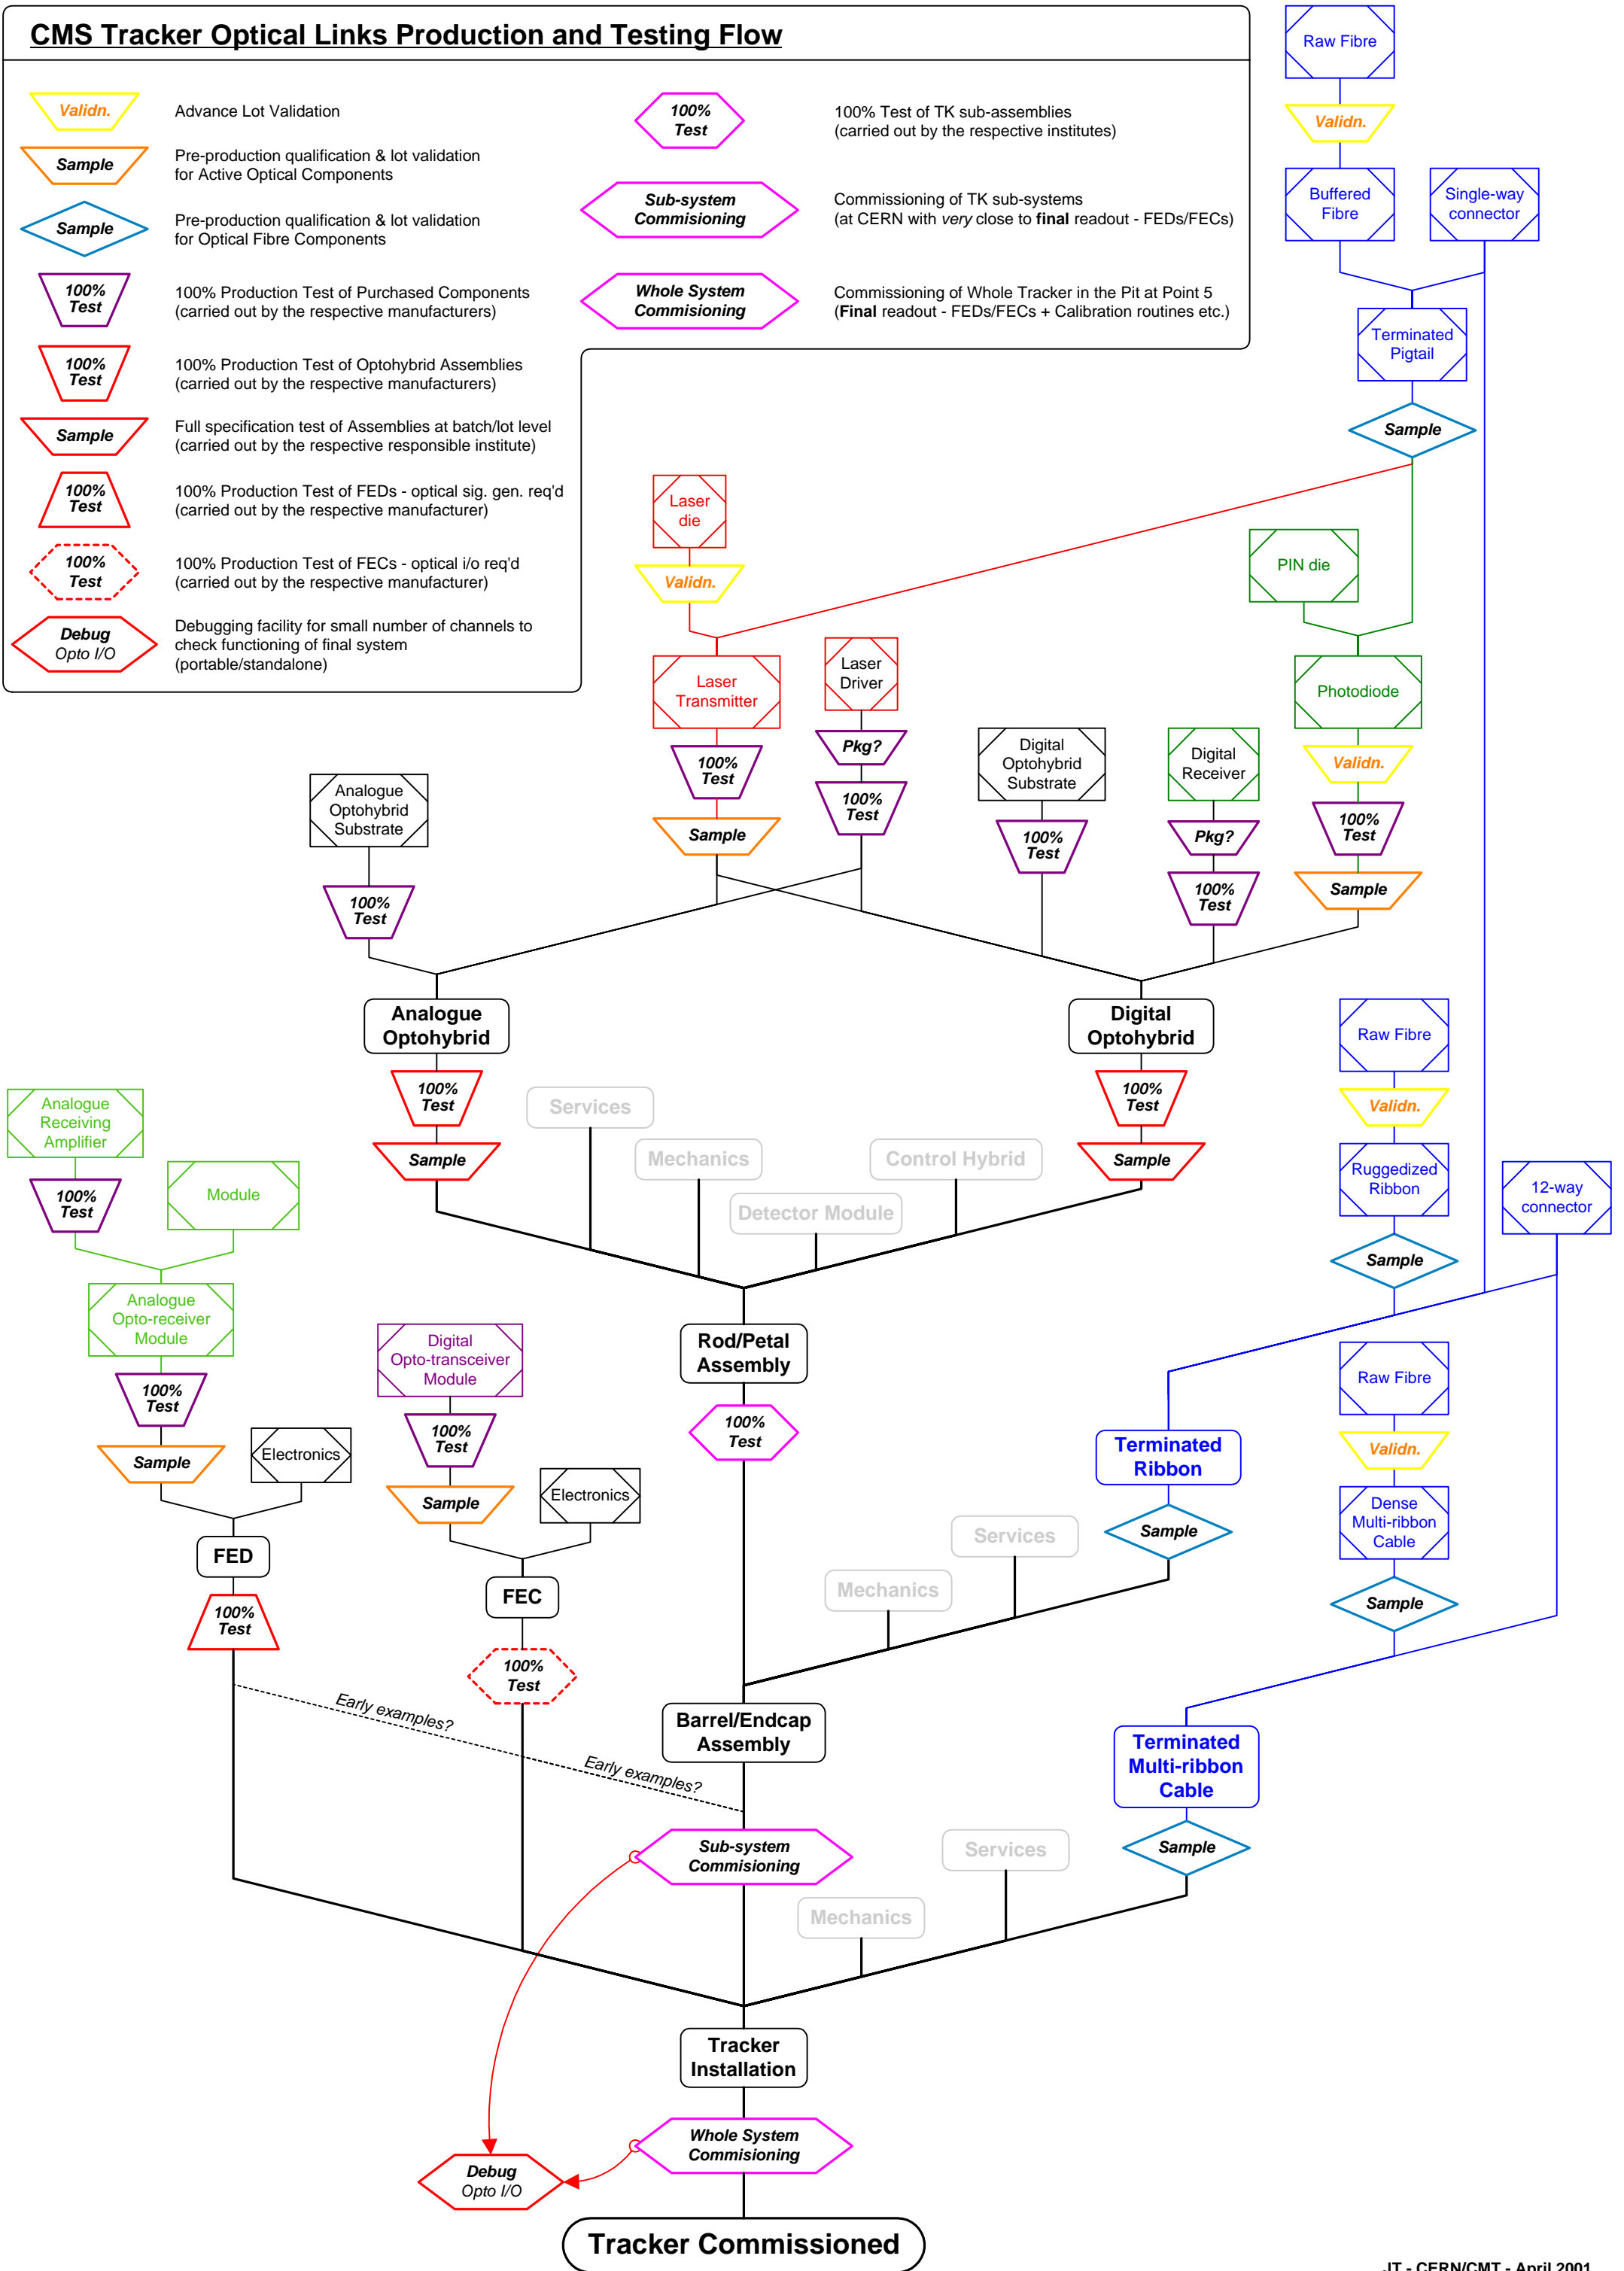 CMS Tracker Optical Links Production and Testing Flow
Validn.
Advance Lot Validation
Sample
Pre-production qualification & lot validation
for Active Optical Components
Sample
Pre-production qualification & lot validation
for Optical Fibre Components
100%
Test
100% Production Test of Purchased Components
(carried out by the respective manufacturers)
100%
Test
100% Production Test of Optohybrid Assemblies
(carried out by the respective manufacturers)
Sample
Full specification test of Assemblies at batch/lot level
(carried out by the respective responsible institute)
100%
Test
100% Production Test of FEDs - optical sig. gen. req'd
(carried out by the respective manufacturer)
100%
Test
100% Production Test of FECs - optical i/o req'd
(carried out by the respective manufacturer)
Debug
Opto I/O
Debugging facility for small number of channels to
check functioning of final system
(portable/standalone)
100%
Test
100% Test of TK sub-assemblies
(carried out by the respective institutes)
Sub-system
Commisioning
Commissioning of TK sub-systems
(at CERN with very close to final readout - FEDs/FECs)
Whole System
Commisioning
Commissioning of Whole Tracker in the Pit at Point 5
(Final readout - FEDs/FECs + Calibration routines etc.)
Raw Fibre
Validn.
Buffered
Fibre
Single-way
connector
Terminated
Pigtail
Sample
Laser
die
Validn.
PIN die
Laser
Transmitter
Laser
Driver
Photodiode
100%
Test
Pkg?
Digital
Optohybrid
Substrate
Digital
Receiver
Validn.
Analogue
Optohybrid
Substrate
100%
Test
Sample
100%
Test
Pkg?
100%
Test
100%
Test
100%
Test
Sample
Analogue
Optohybrid
Digital
Optohybrid
Raw Fibre
100%
Test
Services
100%
Test
Validn.
Analogue
Receiving
Amplifier
Sample
Mechanics
Control Hybrid
Sample
Ruggedized
Ribbon
12-way
connector
100%
Test
Module
Detector Module
Sample
Analogue
Opto-receiver
Module
Digital
Opto-transceiver
Module
Rod/Petal
Assembly
Raw Fibre
100%
Test
100%
Test
100%
Test
Terminated
Ribbon
Validn.
Sample
Electronics
Sample
Electronics
Services
Sample
Dense
Multi-ribbon
Cable
FED
FEC
Mechanics
Sample
100%
Test
100%
Test
Early examples?
Barrel/Endcap
Assembly
Terminated
Multi-ribbon
Cable
Early examples?
Sub-system
Commisioning
Services
Sample
Mechanics
Tracker
Installation
Whole System
Commisioning
Debug
Opto I/O
Tracker Commissioned
JT - CERN/CMT - April 2001